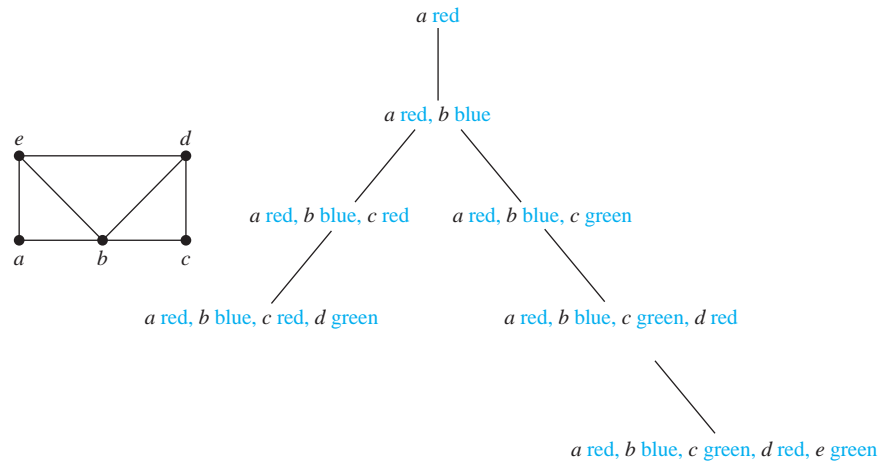 a red
a red, b blue
e d
a red, b blue, c red a red, b blue, c green
a b c
a red, b blue, c red, d green a red, b blue, c green, d red
a red, b blue, c green, d red, e green